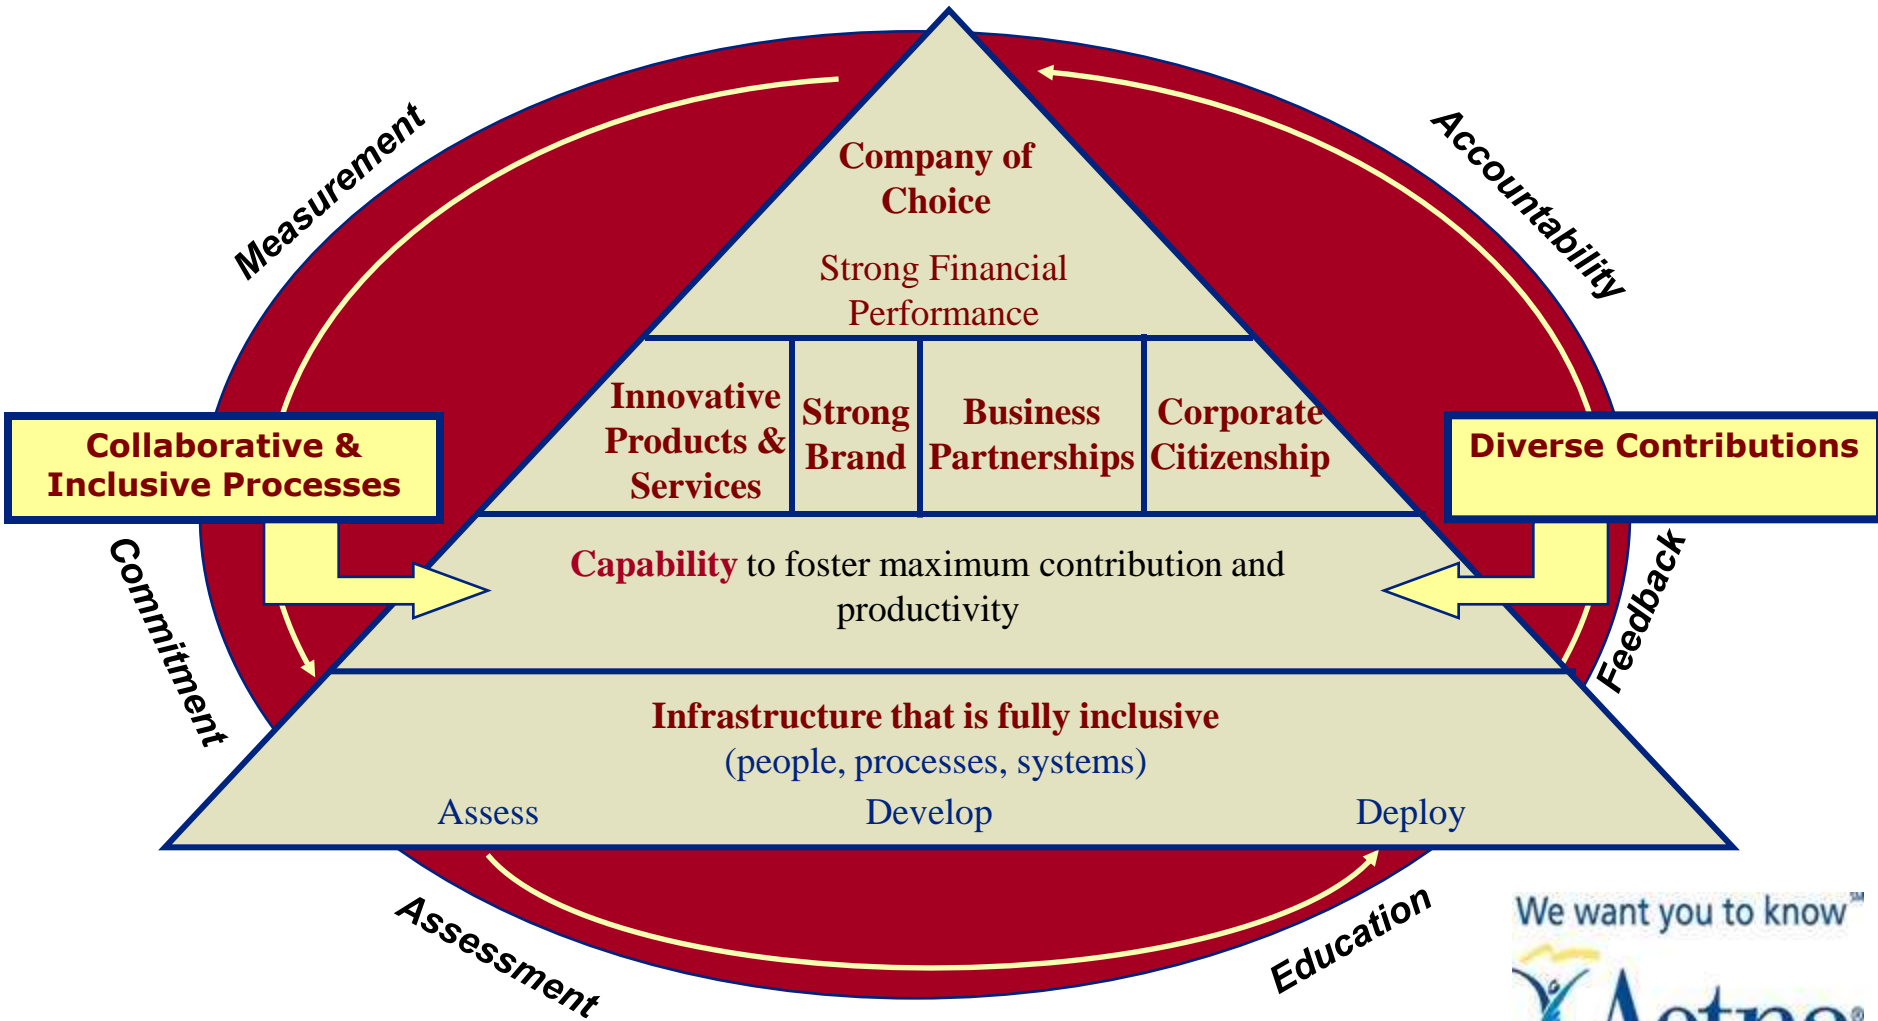 Measurement
Accountability
Company of
Choice
Strong Financial
Performance
Innovative
Products &
Services
Strong
Brand
Business
Partnerships
Corporate
Citizenship
Collaborative &
Inclusive Processes
Diverse Contributions
Capability to foster maximum contribution and
productivity
Commitment
Feedback
Infrastructure that is fully inclusive
(people, processes, systems)
Assess Develop Deploy
Assessment
Education
We want you to know℠
Aetna®